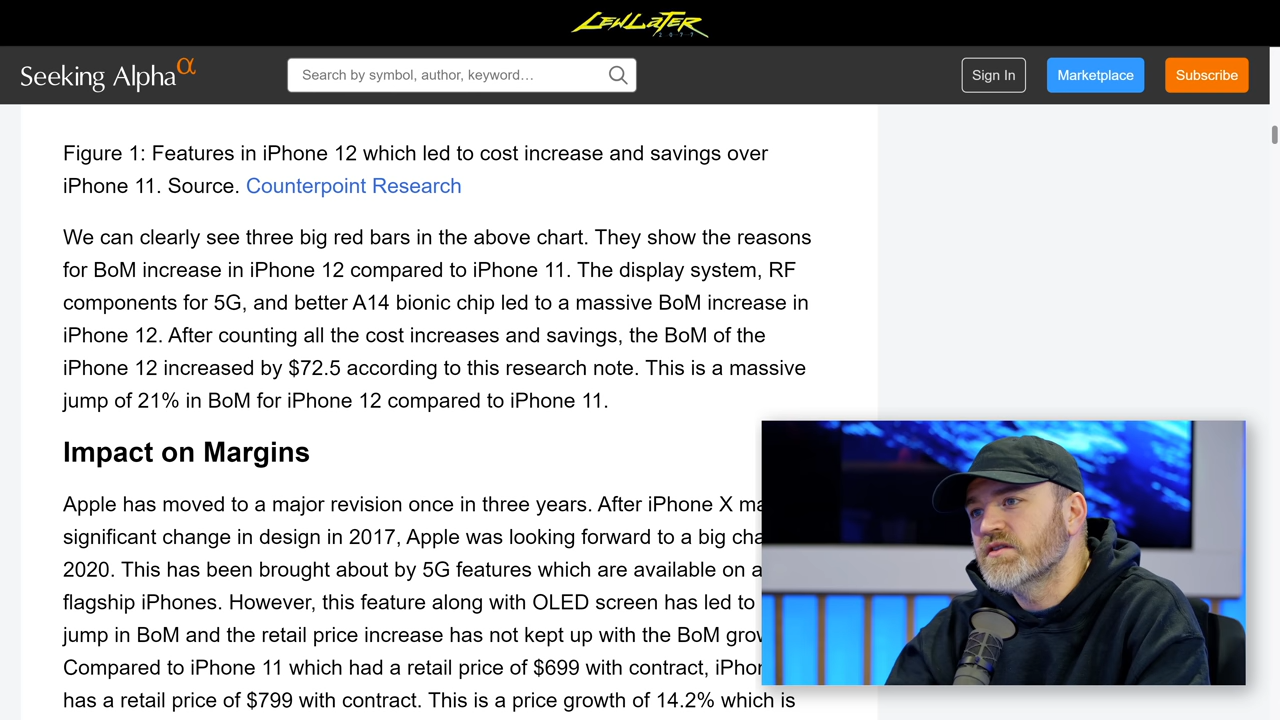 LEWLATER
2077
Seeking Alphaα
Search by symbol, author, keyword…
Sign In
Marketplace
Subscribe
Figure 1: Features in iPhone 12 which led to cost increase and savings over
iPhone 11. Source. Counterpoint Research
We can clearly see three big red bars in the above chart. They show the reasons
for BoM increase in iPhone 12 compared to iPhone 11. The display system, RF
components for 5G, and better A14 bionic chip led to a massive BoM increase in
iPhone 12. After counting all the cost increases and savings, the BoM of the
iPhone 12 increased by $72.5 according to this research note. This is a massive
jump of 21% in BoM for iPhone 12 compared to iPhone 11.
Impact on Margins
Apple has moved to a major revision once in three years. After iPhone X
significant change in design in 2017, Apple was looking forward to a big
2020. This has been brought about by 5G features which are available on
flagship iPhones. However, this feature along with OLED screen has led to
jump in BoM and the retail price increase has not kept up with the BoM
Compared to iPhone 11 which had a retail price of $699 with contract,
has a retail price of $799 with contract. This is a price growth of 14.2% which is